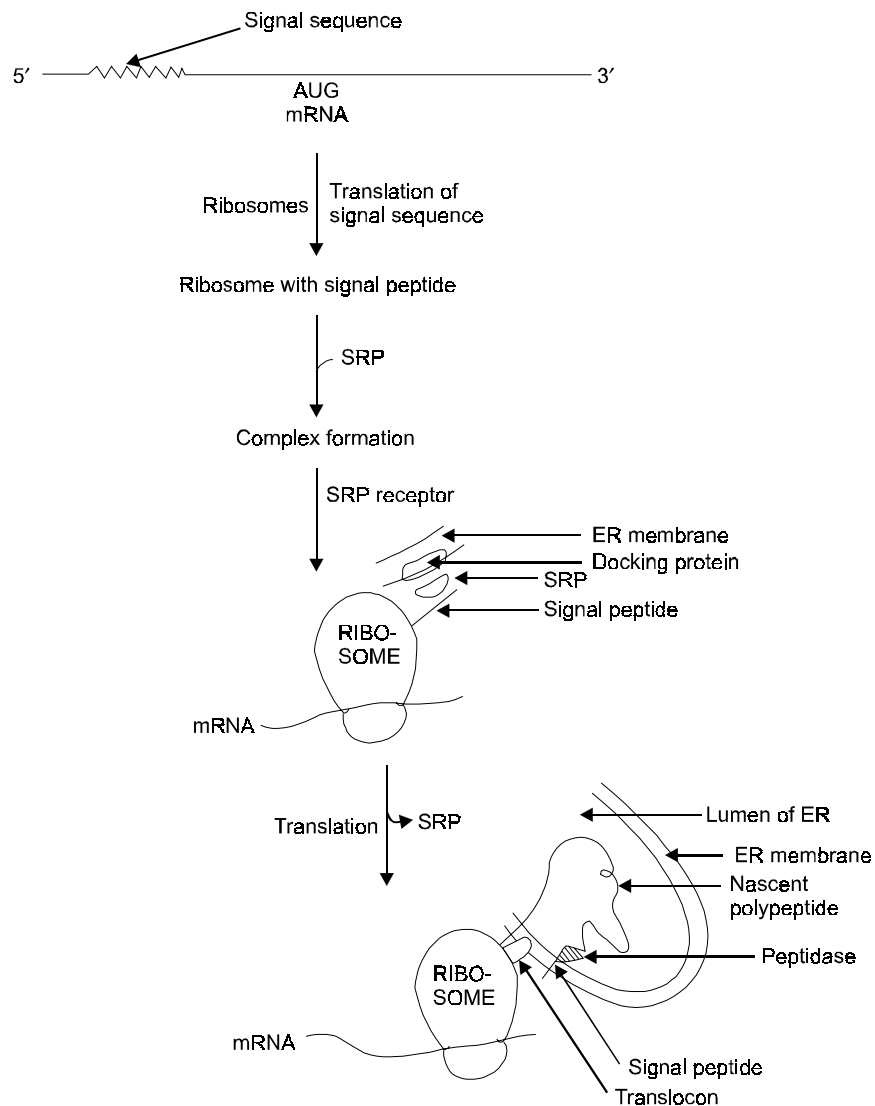 Signal sequence
5′
3′
AUG
mRNA
Ribosomes
Translation of
signal sequence
Ribosome with signal peptide
SRP
Complex formation
SRP receptor
ER membrane
Docking protein
SRP
Signal peptide
RIBO-
SOME
mRNA
Translation
SRP
Lumen of ER
ER membrane
Nascent
polypeptide
Peptidase
RIBO-
SOME
mRNA
Signal peptide
Translocon